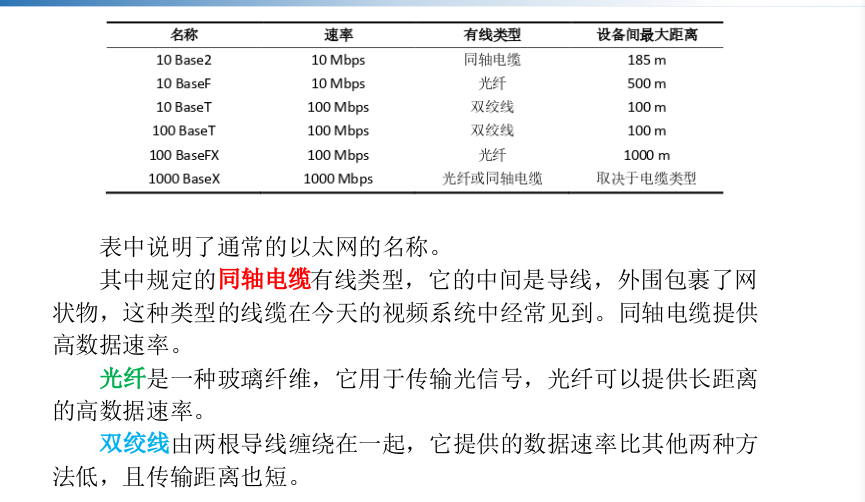 名称 速率 有线类型 设备间最大距离
10 Base2 10 Mbps 同轴电缆 185 m
10 BaseF 10 Mbps 光纤 500 m
10 BaseT 100 Mbps 双绞线 100 m
100 BaseT 100 Mbps 双绞线 100 m
100 BaseFX 100 Mbps 光纤 1000 m
1000 BaseX 1000 Mbps 光纤或同轴电缆 取决于电缆类型
表中说明了通常的以太网的名称。
其中规定的同轴电缆有线类型，它的中间是导线，外围包裹了网
状物，这种类型的线缆在今天的视频系统中经常见到。同轴电缆提供
高数据速率。
光纤是一种玻璃纤维，它用于传输光信号，光纤可以提供长距离
的高数据速率。
双绞线由两根导线缠绕在一起，它提供的数据速率比其他两种方
法低，且传输距离也短。